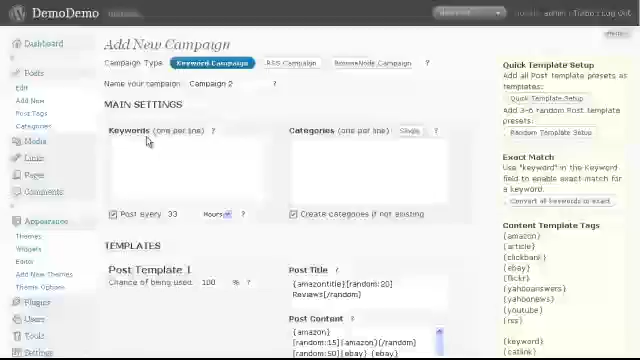 DemoDemo
Log Out
Dashboard
Posts
Edit
Add New
Post Tags
Categories
Media
Links
Pages
Comments
Appearance
Themes
Widgets
Editor
Add New Themes
Theme Options
Plugins
Users
Tools
Settings
Add New Campaign
Campaign Type: Keyword Campaign RSS Campaign BrowseNode Campaign ?
Name your campaign: Campaign 2 ?
MAIN SETTINGS
Keywords (one per line) ?
Categories (one per line) Single ?
Post every 33 Hours ?
Create categories if not existing
TEMPLATES
Post Template 1
Chance of being used: 100 % ?
Post Title ?
{amazontitle}[random:20]
Reviews[/random]
Post Content ?
{amazon}
[random:15]{amazon}[/random]
[random:50]{ebay} {ebay}
Quick Template Setup
Add all Post template presets as
templates:
Quick Template Setup
Add 3-6 random Post template
presets:
Random Template Setup
Exact Match
Use "keyword" in the Keyword
field to enable exact match for
a keyword.
Convert all keywords to exact
Content Template Tags
{amazon}
{article}
{clickbank}
{ebay}
{flickr}
{yahooanswers}
{yahoonews}
{youtube}
{rss}
{keyword}
{catlink}